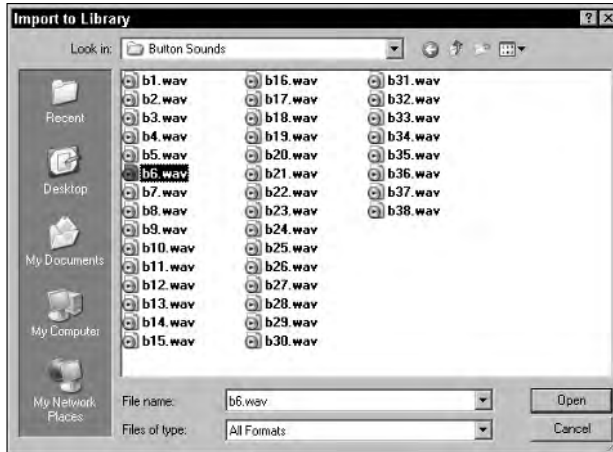 Import to Library
Look in: Button Sounds
Recent
Desktop
My Documents
My Computer
My Network Places
b1.wav
b2.wav
b3.wav
b4.wav
b5.wav
b6.wav
b7.wav
b8.wav
b9.wav
b10.wav
b11.wav
b12.wav
b13.wav
b14.wav
b15.wav
b16.wav
b17.wav
b18.wav
b19.wav
b20.wav
b21.wav
b22.wav
b23.wav
b24.wav
b25.wav
b26.wav
b27.wav
b28.wav
b29.wav
b30.wav
b31.wav
b32.wav
b33.wav
b34.wav
b35.wav
b36.wav
b37.wav
b38.wav
File name: b6.wav Open
Files of type: All Formats Cancel